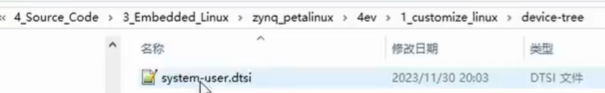 « 4_Source_Code > 3_Embedded_Linux > zynq_petalinux > 4ev > 1_customize_linux > device-tree
名称 修改日期 类型
system-user.dtsi 2023/11/30 20:03 DTSI 文件